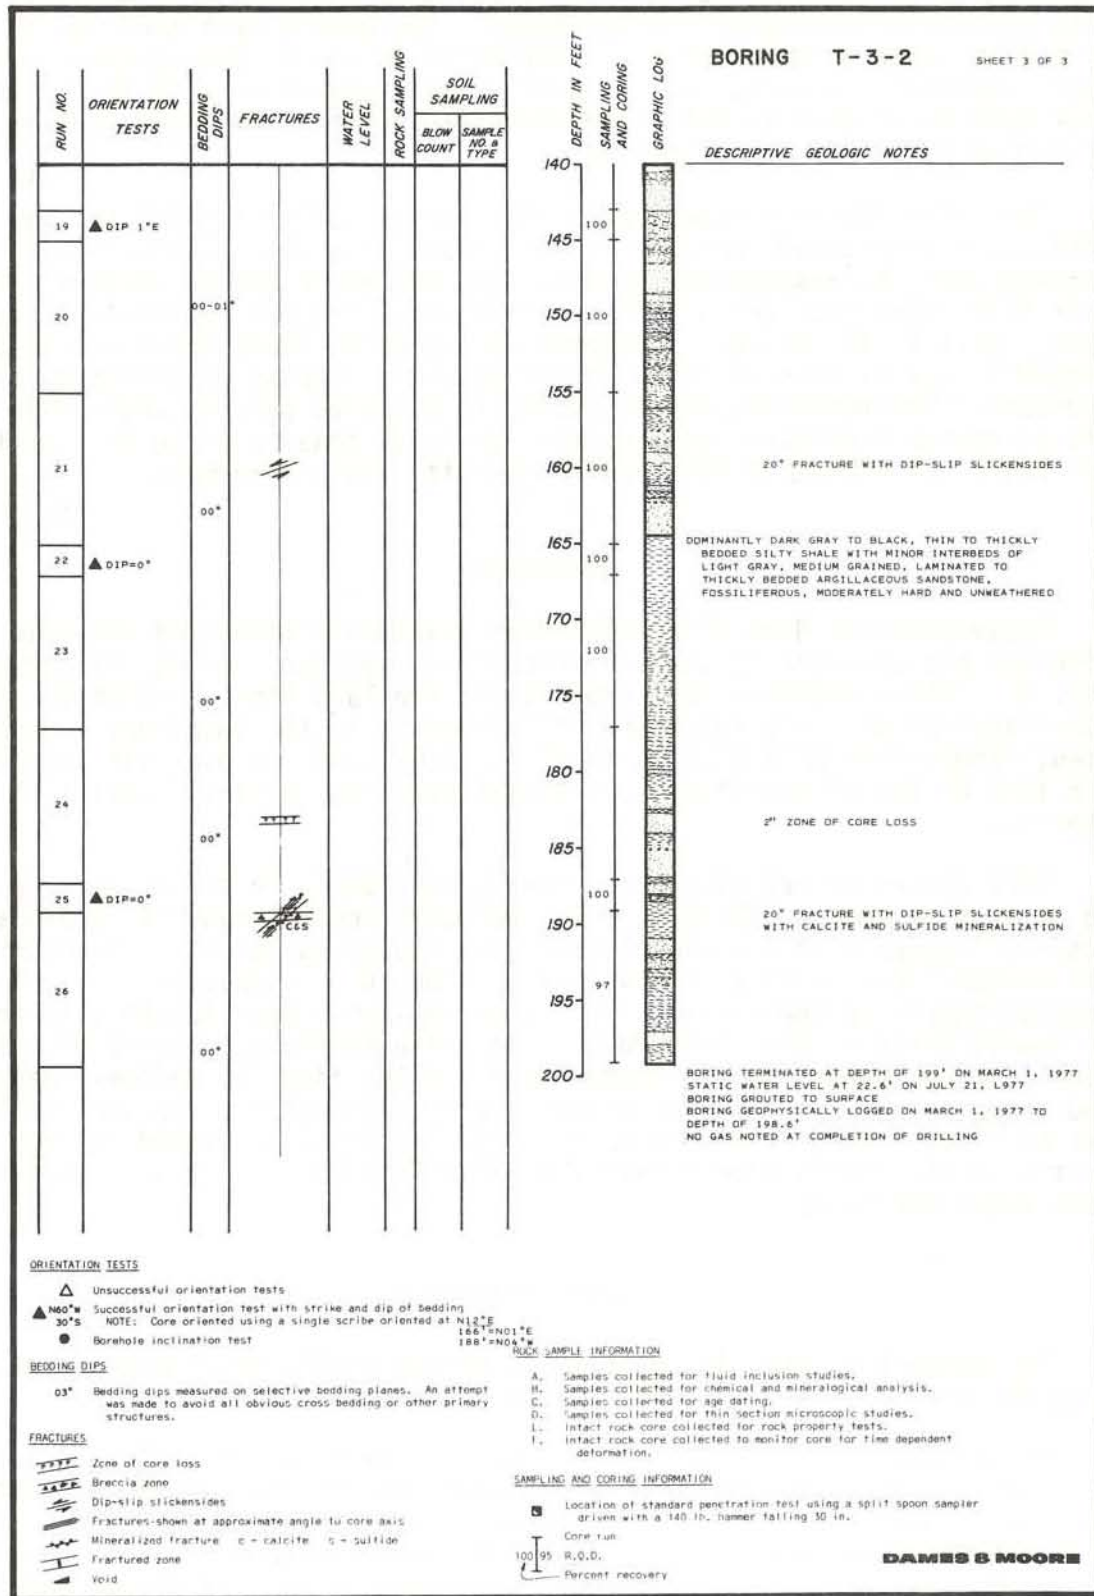 BORING T-3-2 SHEET 3 OF 3
RUN NO.
ORIENTATION TESTS
BEDDING DIPS
FRACTURES
WATER LEVEL
ROCK SAMPLING
SOIL SAMPLING
BLOW COUNT
SAMPLE NO. & TYPE
DEPTH IN FEET
SAMPLING AND CORING
GRAPHIC LOG
DESCRIPTIVE GEOLOGIC NOTES
140
19 ▲ DIP 1°E 100
145
00-01°
20 150 100
155
21 160 100 20° FRACTURE WITH DIP-SLIP SLICKENSIDES
00°
165 DOMINANTLY DARK GRAY TO BLACK, THIN TO THICKLY
22 ▲ DIP=0° 100 BEDDED SILTY SHALE WITH MINOR INTERBEDS OF
LIGHT GRAY, MEDIUM GRAINED, LAMINATED TO
THICKLY BEDDED ARGILLACEOUS SANDSTONE,
FOSSILIFEROUS, MODERATELY HARD AND UNWEATHERED
170
23 100
175
00°
180
24 2" ZONE OF CORE LOSS
00°
185
25 ▲ DIP=0° 100
190 20° FRACTURE WITH DIP-SLIP SLICKENSIDES
C&S WITH CALCITE AND SULFIDE MINERALIZATION
26 97
195
00°
200
BORING TERMINATED AT DEPTH OF 199' ON MARCH 1, 1977
STATIC WATER LEVEL AT 22.6' ON JULY 21, L977
BORING GROUTED TO SURFACE
BORING GEOPHYSICALLY LOGGED ON MARCH 1, 1977 TO
DEPTH OF 198.6'
NO GAS NOTED AT COMPLETION OF DRILLING
ORIENTATION TESTS
△ Unsuccessful orientation tests
▲ N60°W Successful orientation test with strike and dip of bedding
30°S NOTE: Core oriented using a single scribe oriented at N12°E
166'=N01°E
● Borehole inclination test 188'=N04°W
BEDDING DIPS
03° Bedding dips measured on selective bedding planes. An attempt
was made to avoid all obvious cross bedding or other primary
structures.
FRACTURES
Zone of core loss
Breccia zone
Dip-slip slickensides
Fractures-shown at approximate angle to core axis
Mineralized fracture c - calcite s - sulfide
Fractured zone
Void
ROCK SAMPLE INFORMATION
A. Samples collected for fluid inclusion studies.
B. Samples collected for chemical and mineralogical analysis.
C. Samples collected for age dating.
D. Samples collected for thin section microscopic studies.
E. Intact rock core collected for rock property tests.
F. Intact rock core collected to monitor core for time dependent
deformation.
SAMPLING AND CORING INFORMATION
Location of standard penetration test using a split spoon sampler
driven with a 140 lb. hammer falling 30 in.
Core run
100 95 R.Q.D.
Percent recovery
DAMES & MOORE